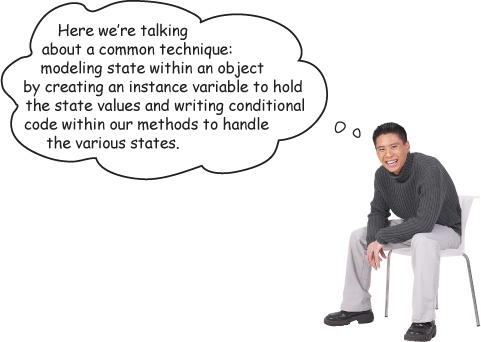 Here we're talking
about a common technique:
modeling state within an object
by creating an instance variable to hold
the state values and writing conditional
code within our methods to handle
the various states.